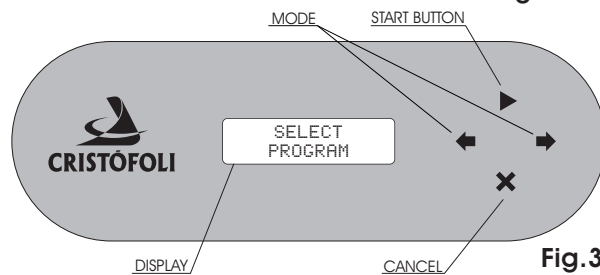 MODE
START BUTTON
SELECT
PROGRAM
CRISTÓFOLI
DISPLAY
CANCEL
Fig.3